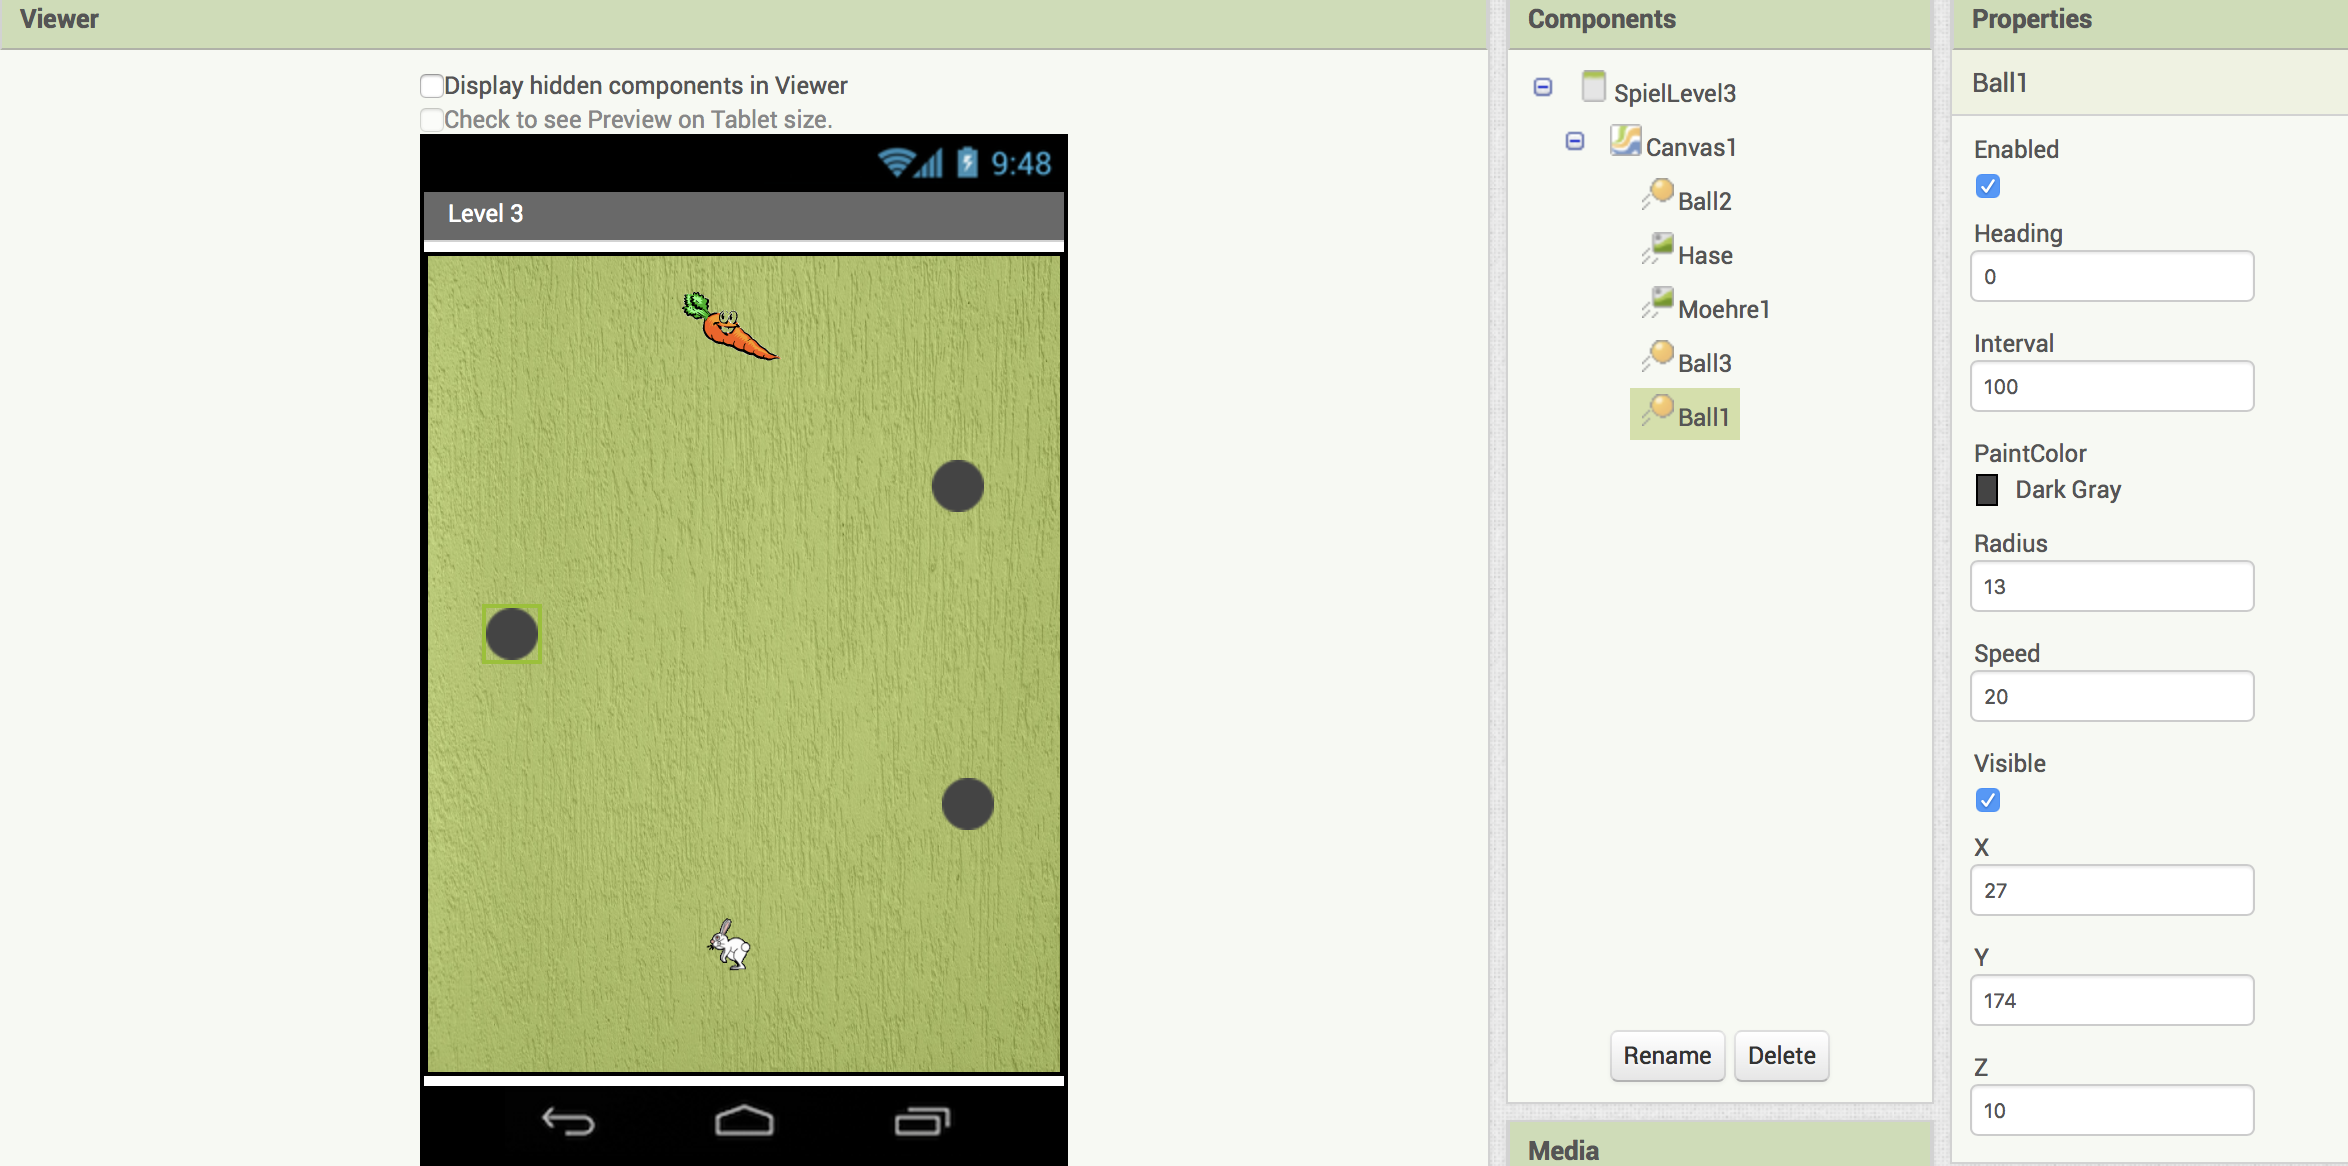 Viewer
Display hidden components in Viewer
Check to see Preview on Tablet size.
9:48
Level 3
Components
SpielLevel3
Canvas1
Ball2
Hase
Moehre1
Ball3
Ball1
Rename
Delete
Media
Properties
Ball1
Enabled
Heading
0
Interval
100
PaintColor
Dark Gray
Radius
13
Speed
20
Visible
X
27
Y
174
Z
10